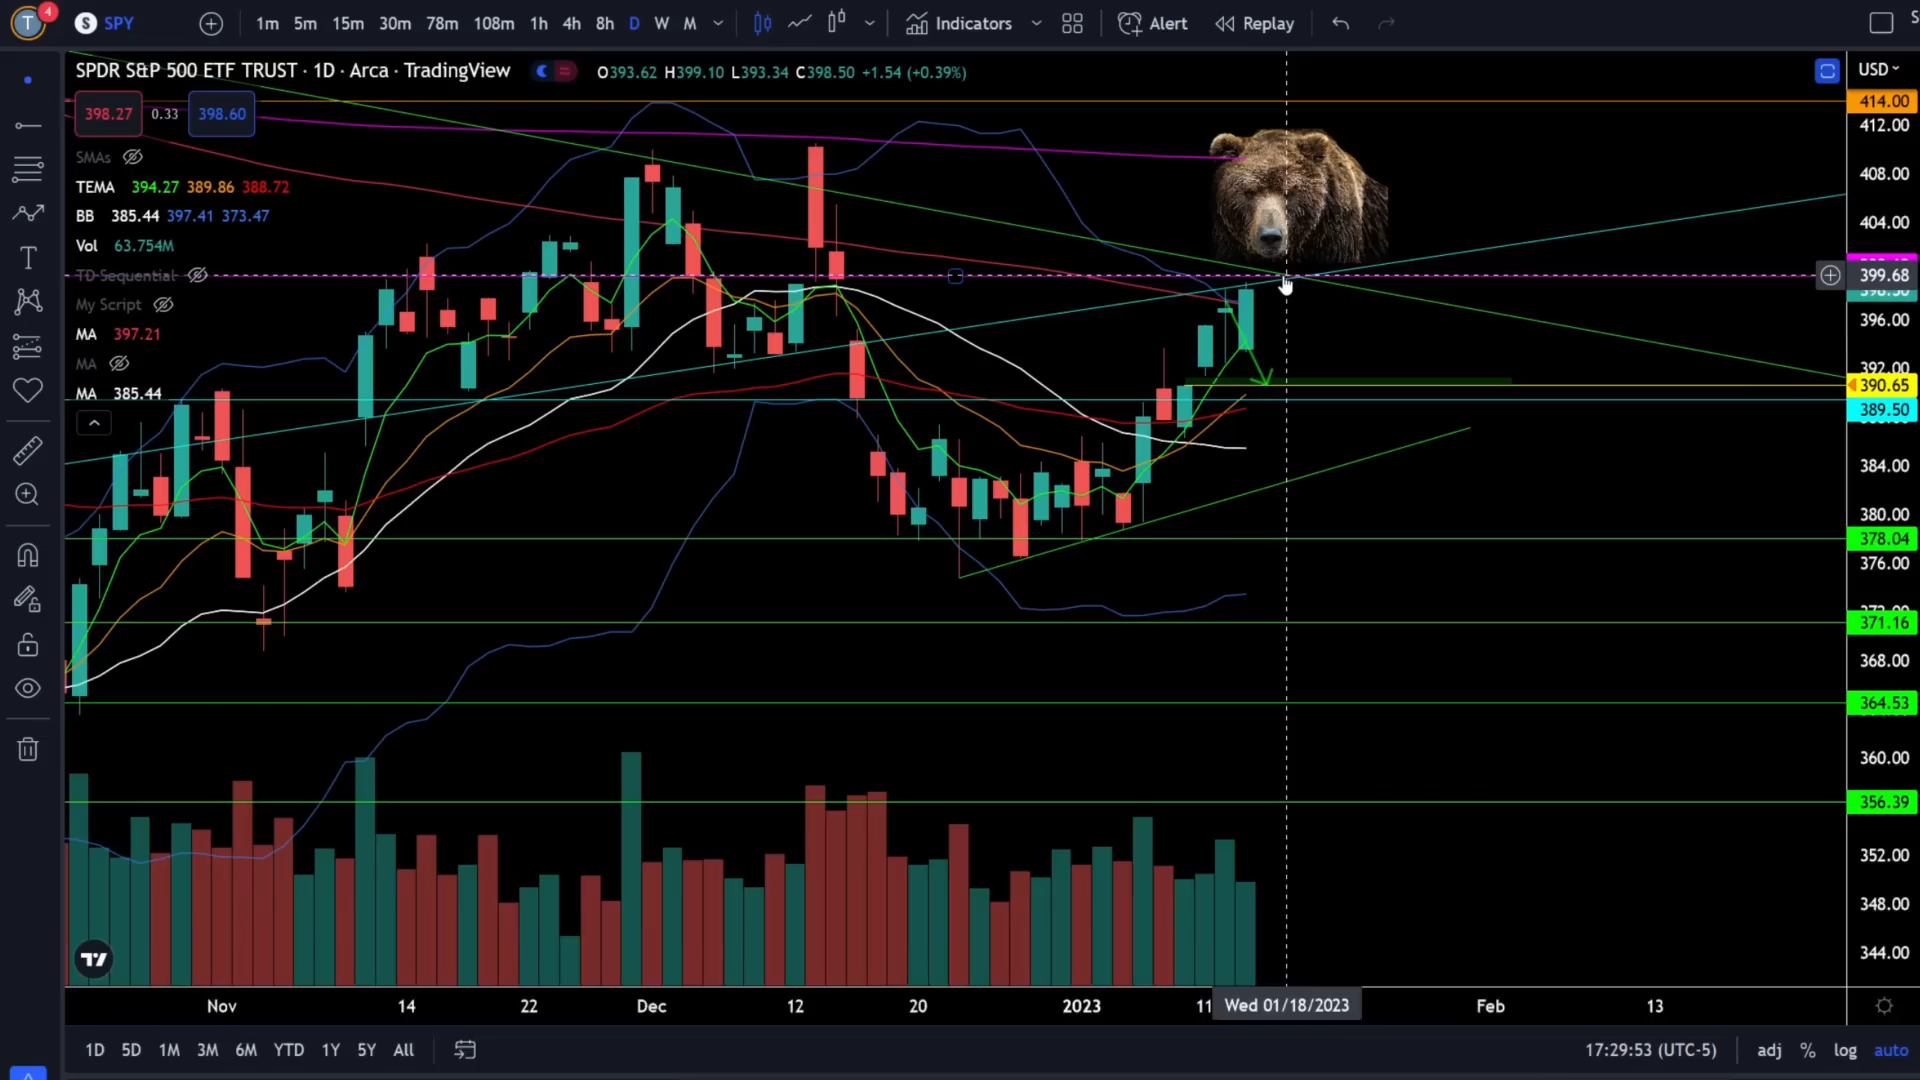 T 4 S SPY 1m 5m 15m 30m 78m 108m 1h 4h 8h D W M Indicators Alert Replay
SPDR S&P 500 ETF TRUST · 1D · Arca · TradingView O393.62 H399.10 L393.34 C398.50 +1.54 (+0.39%)
USD
398.27 0.33 398.60
SMAs
TEMA 394.27 389.86 388.72
BB 385.44 397.41 373.47
Vol 63.754M
TD Sequential
My Script
MA 397.21
MA
MA 385.44
414.00
412.00
408.00
404.00
399.68
398.50
396.00
392.00
390.65
389.50
384.00
380.00
378.04
376.00
372.00
371.16
368.00
364.53
360.00
356.39
352.00
348.00
344.00
Nov 14 22 Dec 12 20 2023 11 Wed 01/18/2023 Feb 13
1D 5D 1M 3M 6M YTD 1Y 5Y All 17:29:53 (UTC-5) adj % log auto